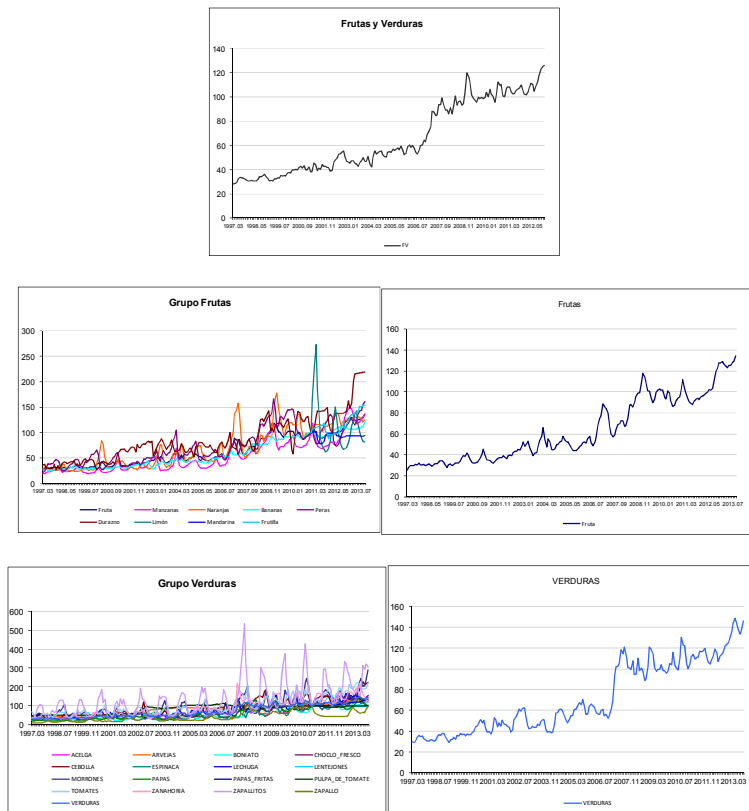 Frutas y Verduras
140
120
100
80
60
40
20
0
1997.03 1998.05 1999.07 2000.09 2001.11 2003.01 2004.03 2005.05 2006.07 2007.09 2008.11 2010.01 2011.03 2012.05
FV
Grupo Frutas
300
250
200
150
100
50
0
1997.03 1998.05 1999.07 2000.09 2001.11 2003.01 2004.03 2005.05 2006.07 2007.09 2008.11 2010.01 2011.03 2012.05 2013.07
Fruta Manzanas Naranjas Bananas Peras
Durazno Limón Mandarina Frutilla
Frutas
160
140
120
100
80
60
40
20
0
1997.03 1998.05 1999.07 2000.09 2001.11 2003.01 2004.03 2005.05 2006.07 2007.09 2008.11 2010.01 2011.03 2012.05 2013.07
Fruta
Grupo Verduras
600
500
400
300
200
100
0
1997.03 1998.07 1999.11 2001.03 2002.07 2003.11 2005.03 2006.07 2007.11 2009.03 2010.07 2011.11 2013.03
ACELGA ARVEJAS BONIATO CHOCLO_FRESCO
CEBOLLA ESPINACA LECHUGA LENTEJONES
MORRONES PAPAS PAPAS_FRITAS PULPA_DE_TOMATE
TOMATES ZANAHORIA ZAPALLITOS ZAPALLO
VERDURAS
VERDURAS
160
140
120
100
80
60
40
20
0
1997.03 1998.07 1999.11 2001.03 2002.07 2003.11 2005.03 2006.07 2007.11 2009.03 2010.07 2011.11 2013.03
VERDURAS